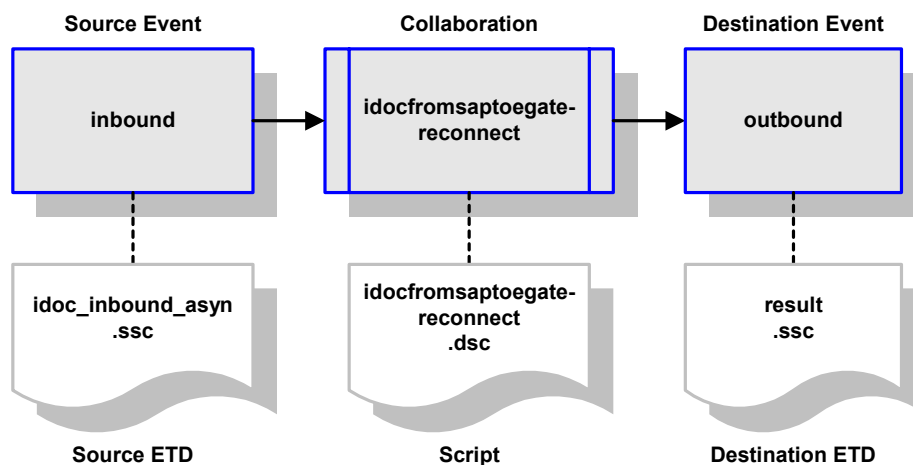 Source Event
Collaboration
Destination Event
inbound
idocfromsaptoegate-
reconnect
outbound
idoc_inbound_asyn
.ssc
idocfromsaptoegate-
reconnect
.dsc
result
.ssc
Source ETD
Script
Destination ETD